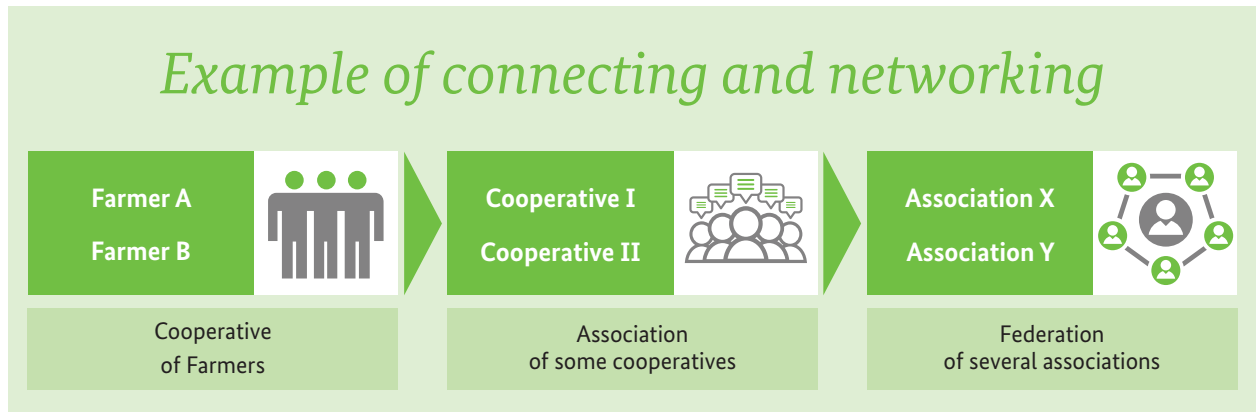 Example of connecting and networking
Farmer A
Farmer B
Cooperative
of Farmers
Cooperative I
Cooperative II
Association
of some cooperatives
Association X
Association Y
Federation
of several associations